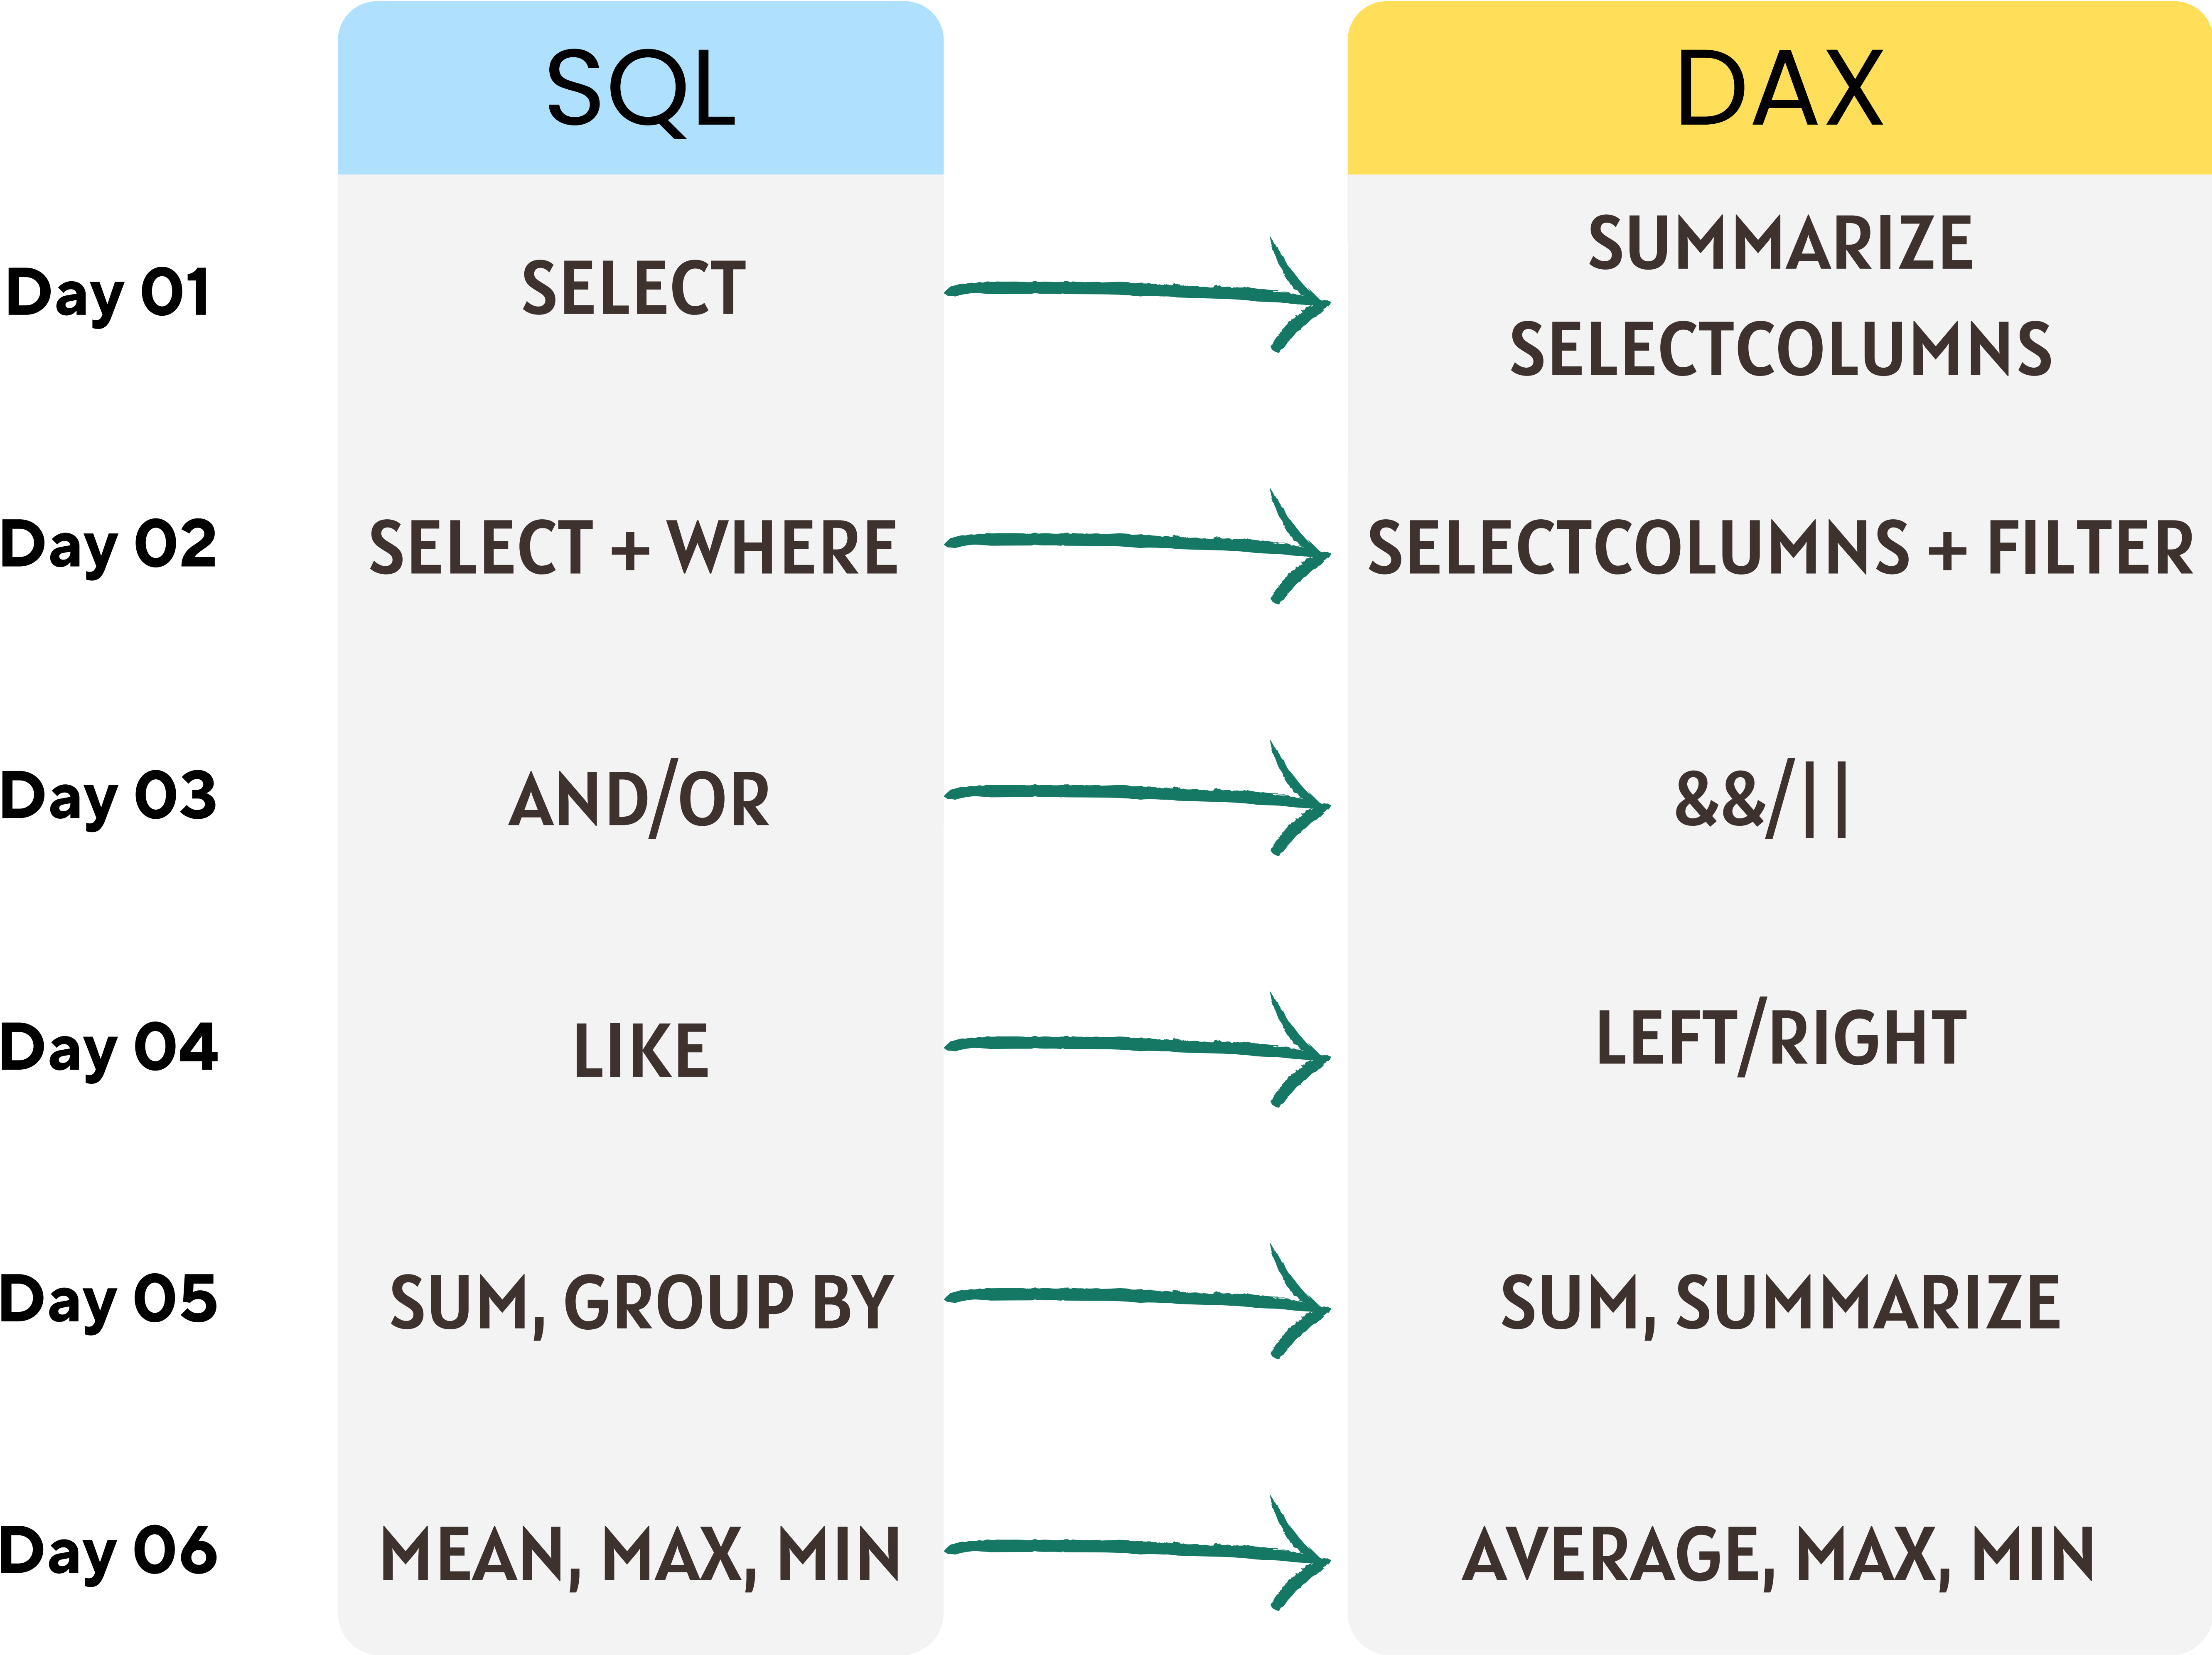 SQL DAX
Day 01 SELECT SUMMARIZE
SELECTCOLUMNS
Day 02 SELECT + WHERE SELECTCOLUMNS + FILTER
Day 03 AND/OR &&/||
Day 04 LIKE LEFT/RIGHT
Day 05 SUM, GROUP BY SUM, SUMMARIZE
Day 06 MEAN, MAX, MIN AVERAGE, MAX, MIN